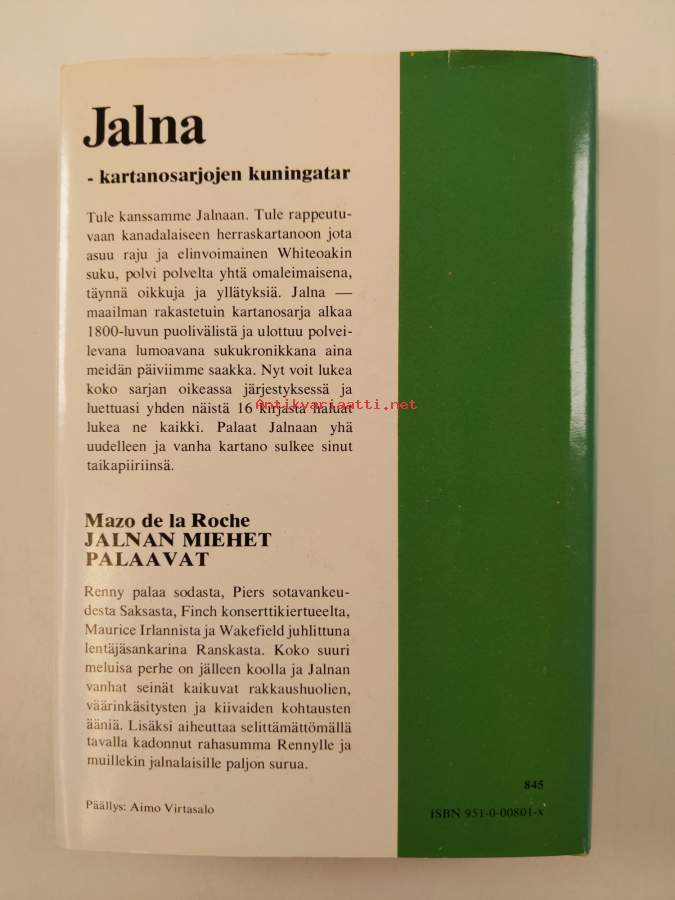 Jalna
- kartanosarjojen kuningatar
Tule kanssamme Jalnaan. Tule rappeutu-
vaan kanadalaiseen herraskartanoon jota
asuu raju ja elinvoimainen Whiteoakin
suku, polvi polvelta yhtä omaleimaisena,
täynnä oikkuja ja yllätyksiä. Jalna —
maailman rakastetuin kartanosarja alkaa
1800-luvun puolivälistä ja ulottuu polvei-
levana lumoavana sukukronikkana aina
meidän päiviimme saakka. Nyt voit lukea
koko sarjan oikeassa järjestyksessä ja
luettuasi yhden näistä 16 kirjasta haluat
Antikvariaatti.net
lukea ne kaikki. Palaat Jalnaan yhä
uudelleen ja vanha kartano sulkee sinut
taikapiiriinsä.
Mazo de la Roche
JALNAN MIEHET
PALAAVAT
Renny palaa sodasta, Piers sotavankeu-
desta Saksasta, Finch konserttikiertueelta,
Maurice Irlannista ja Wakefield juhlittuna
lentäjäsankarina Ranskasta. Koko suuri
meluisa perhe on jälleen koolla ja Jalnan
vanhat seinät kaikuvat rakkaushuolien,
väärinkäsitysten ja kiivaiden kohtausten
ääniä. Lisäksi aiheuttaa selittämättömällä
tavalla kadonnut rahasumma Rennylle ja
muillekin jalnalaisille paljon surua.
Päällys: Aimo Virtasalo
845
ISBN 951-0-00801-x